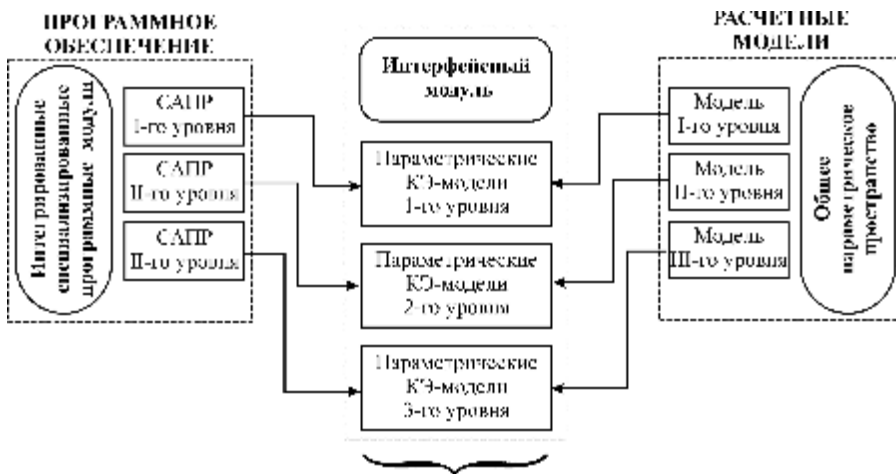 ПРОГРАММНОЕ
ОБЕСПЕЧЕНИЕ
Интегрированные
специализированные
программных модули
САПР
I-го уровня
САПР
II-го уровня
САПР
II-го уровня
Интерфейсный
модуль
Параметрические
КЭ-модели
1-го уровня
Параметрические
КЭ-модели
2-го уровня
Параметрические
КЭ-модели
3-го уровня
РАСЧЕТНЫЕ
МОДЕЛИ
Модель
I-го уровня
Модель
II-го уровня
Модель
III-го уровня
Общее
параметрическое
пространство